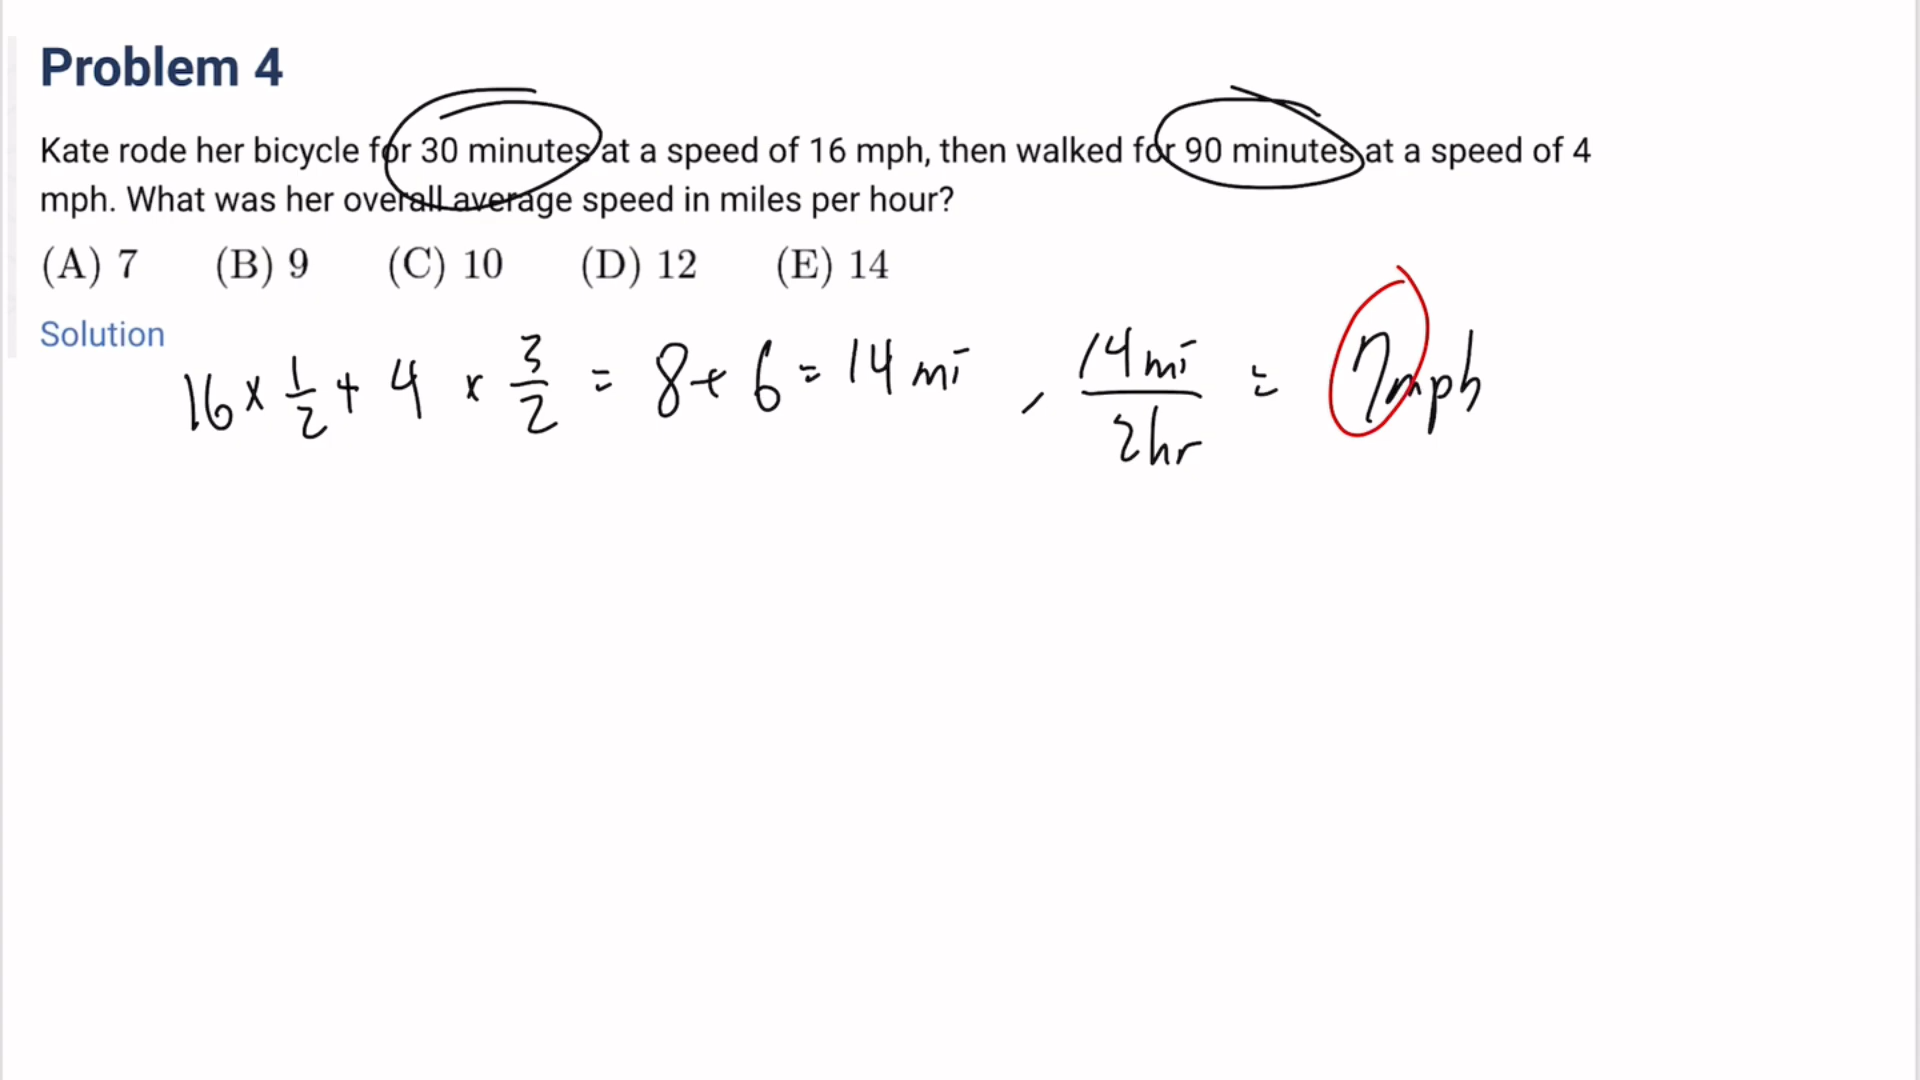 Problem 4
Kate rode her bicycle for 30 minutes at a speed of 16 mph, then walked for 90 minutes at a speed of 4
mph. What was her overall average speed in miles per hour?
(A) 7 (B) 9 (C) 10 (D) 12 (E) 14
Solution
16 × 1/2 + 4 × 3/2 = 8 + 6 = 14 mi , 14 mi / 2 hr = 7 mph